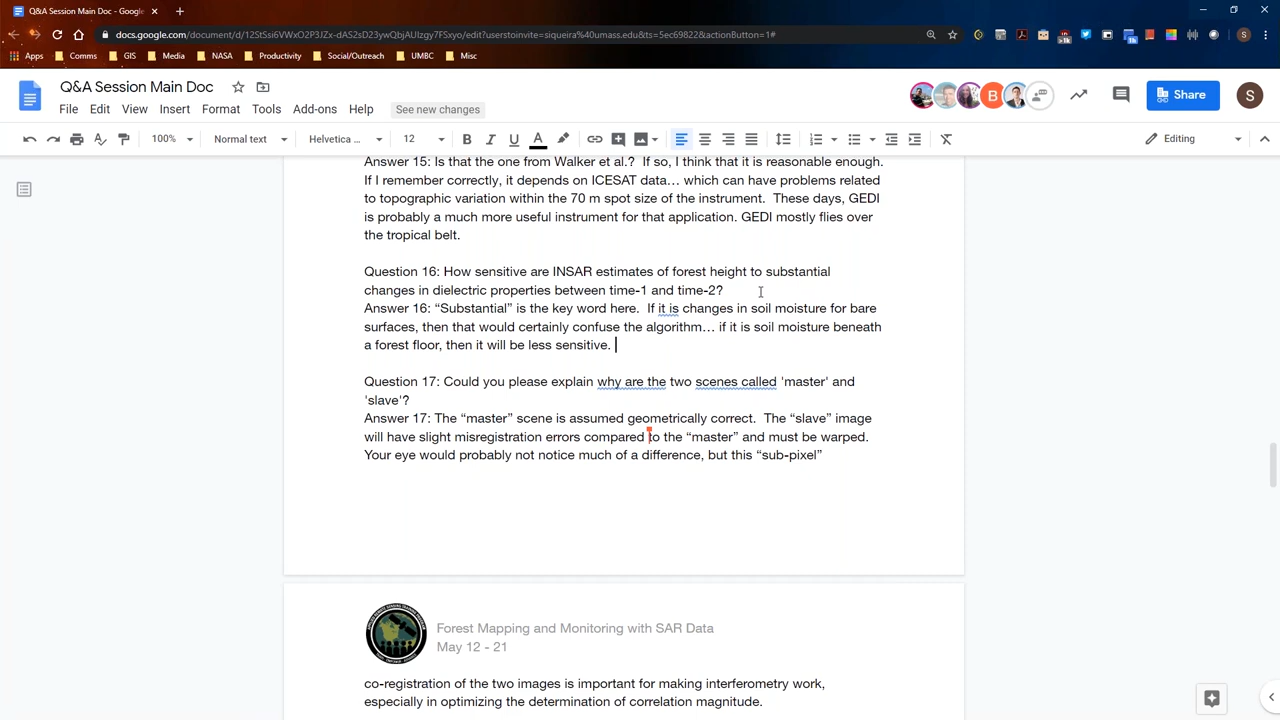 Q&A Session Main Doc - Google
docs.google.com/document/d/12StSsi6VWxO2P3JZx-dAS2sD23ywQbjAUlzgy7FSxyo/edit?userstoinvite=siqueira%40umass.edu&ts=5ec69822&actionButton=1#
S
Apps Comms GIS Media NASA Productivity Social/Outreach UMBC Misc
Q&A Session Main Doc
B
Share
S
File Edit View Insert Format Tools Add-ons Help See new changes
100% Normal text Helvetica ... 12 B I U A Editing
Answer 15: Is that the one from Walker et al.? If so, I think that it is reasonable enough.
If I remember correctly, it depends on ICESAT data… which can have problems related
to topographic variation within the 70 m spot size of the instrument. These days, GEDI
is probably a much more useful instrument for that application. GEDI mostly flies over
the tropical belt.
Question 16: How sensitive are INSAR estimates of forest height to substantial
changes in dielectric properties between time-1 and time-2?
Answer 16: “Substantial” is the key word here. If it is changes in soil moisture for bare
surfaces, then that would certainly confuse the algorithm… if it is soil moisture beneath
a forest floor, then it will be less sensitive.
Question 17: Could you please explain why are the two scenes called 'master' and
'slave'?
Answer 17: The “master” scene is assumed geometrically correct. The “slave” image
will have slight misregistration errors compared to the “master” and must be warped.
Your eye would probably not notice much of a difference, but this “sub-pixel”
Forest Mapping and Monitoring with SAR Data
May 12 - 21
co-registration of the two images is important for making interferometry work,
especially in optimizing the determination of correlation magnitude.